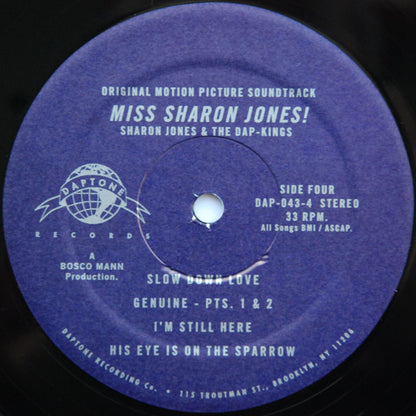 ORIGINAL MOTION PICTURE SOUNDTRACK
MISS SHARON JONES!
SHARON JONES & THE DAP-KINGS
DAPTONE
RECORDS
A
BOSCO MANN
Production.
SIDE FOUR
DAP-043-4 STEREO
33 RPM.
All Songs BMI / ASCAP.
SLOW DOWN LOVE
GENUINE - PTS. 1 & 2
I'M STILL HERE
HIS EYE IS ON THE SPARROW
DAPTONE RECORDING Co. • 115 TROUTMAN ST., BROOKLYN, NY 11206